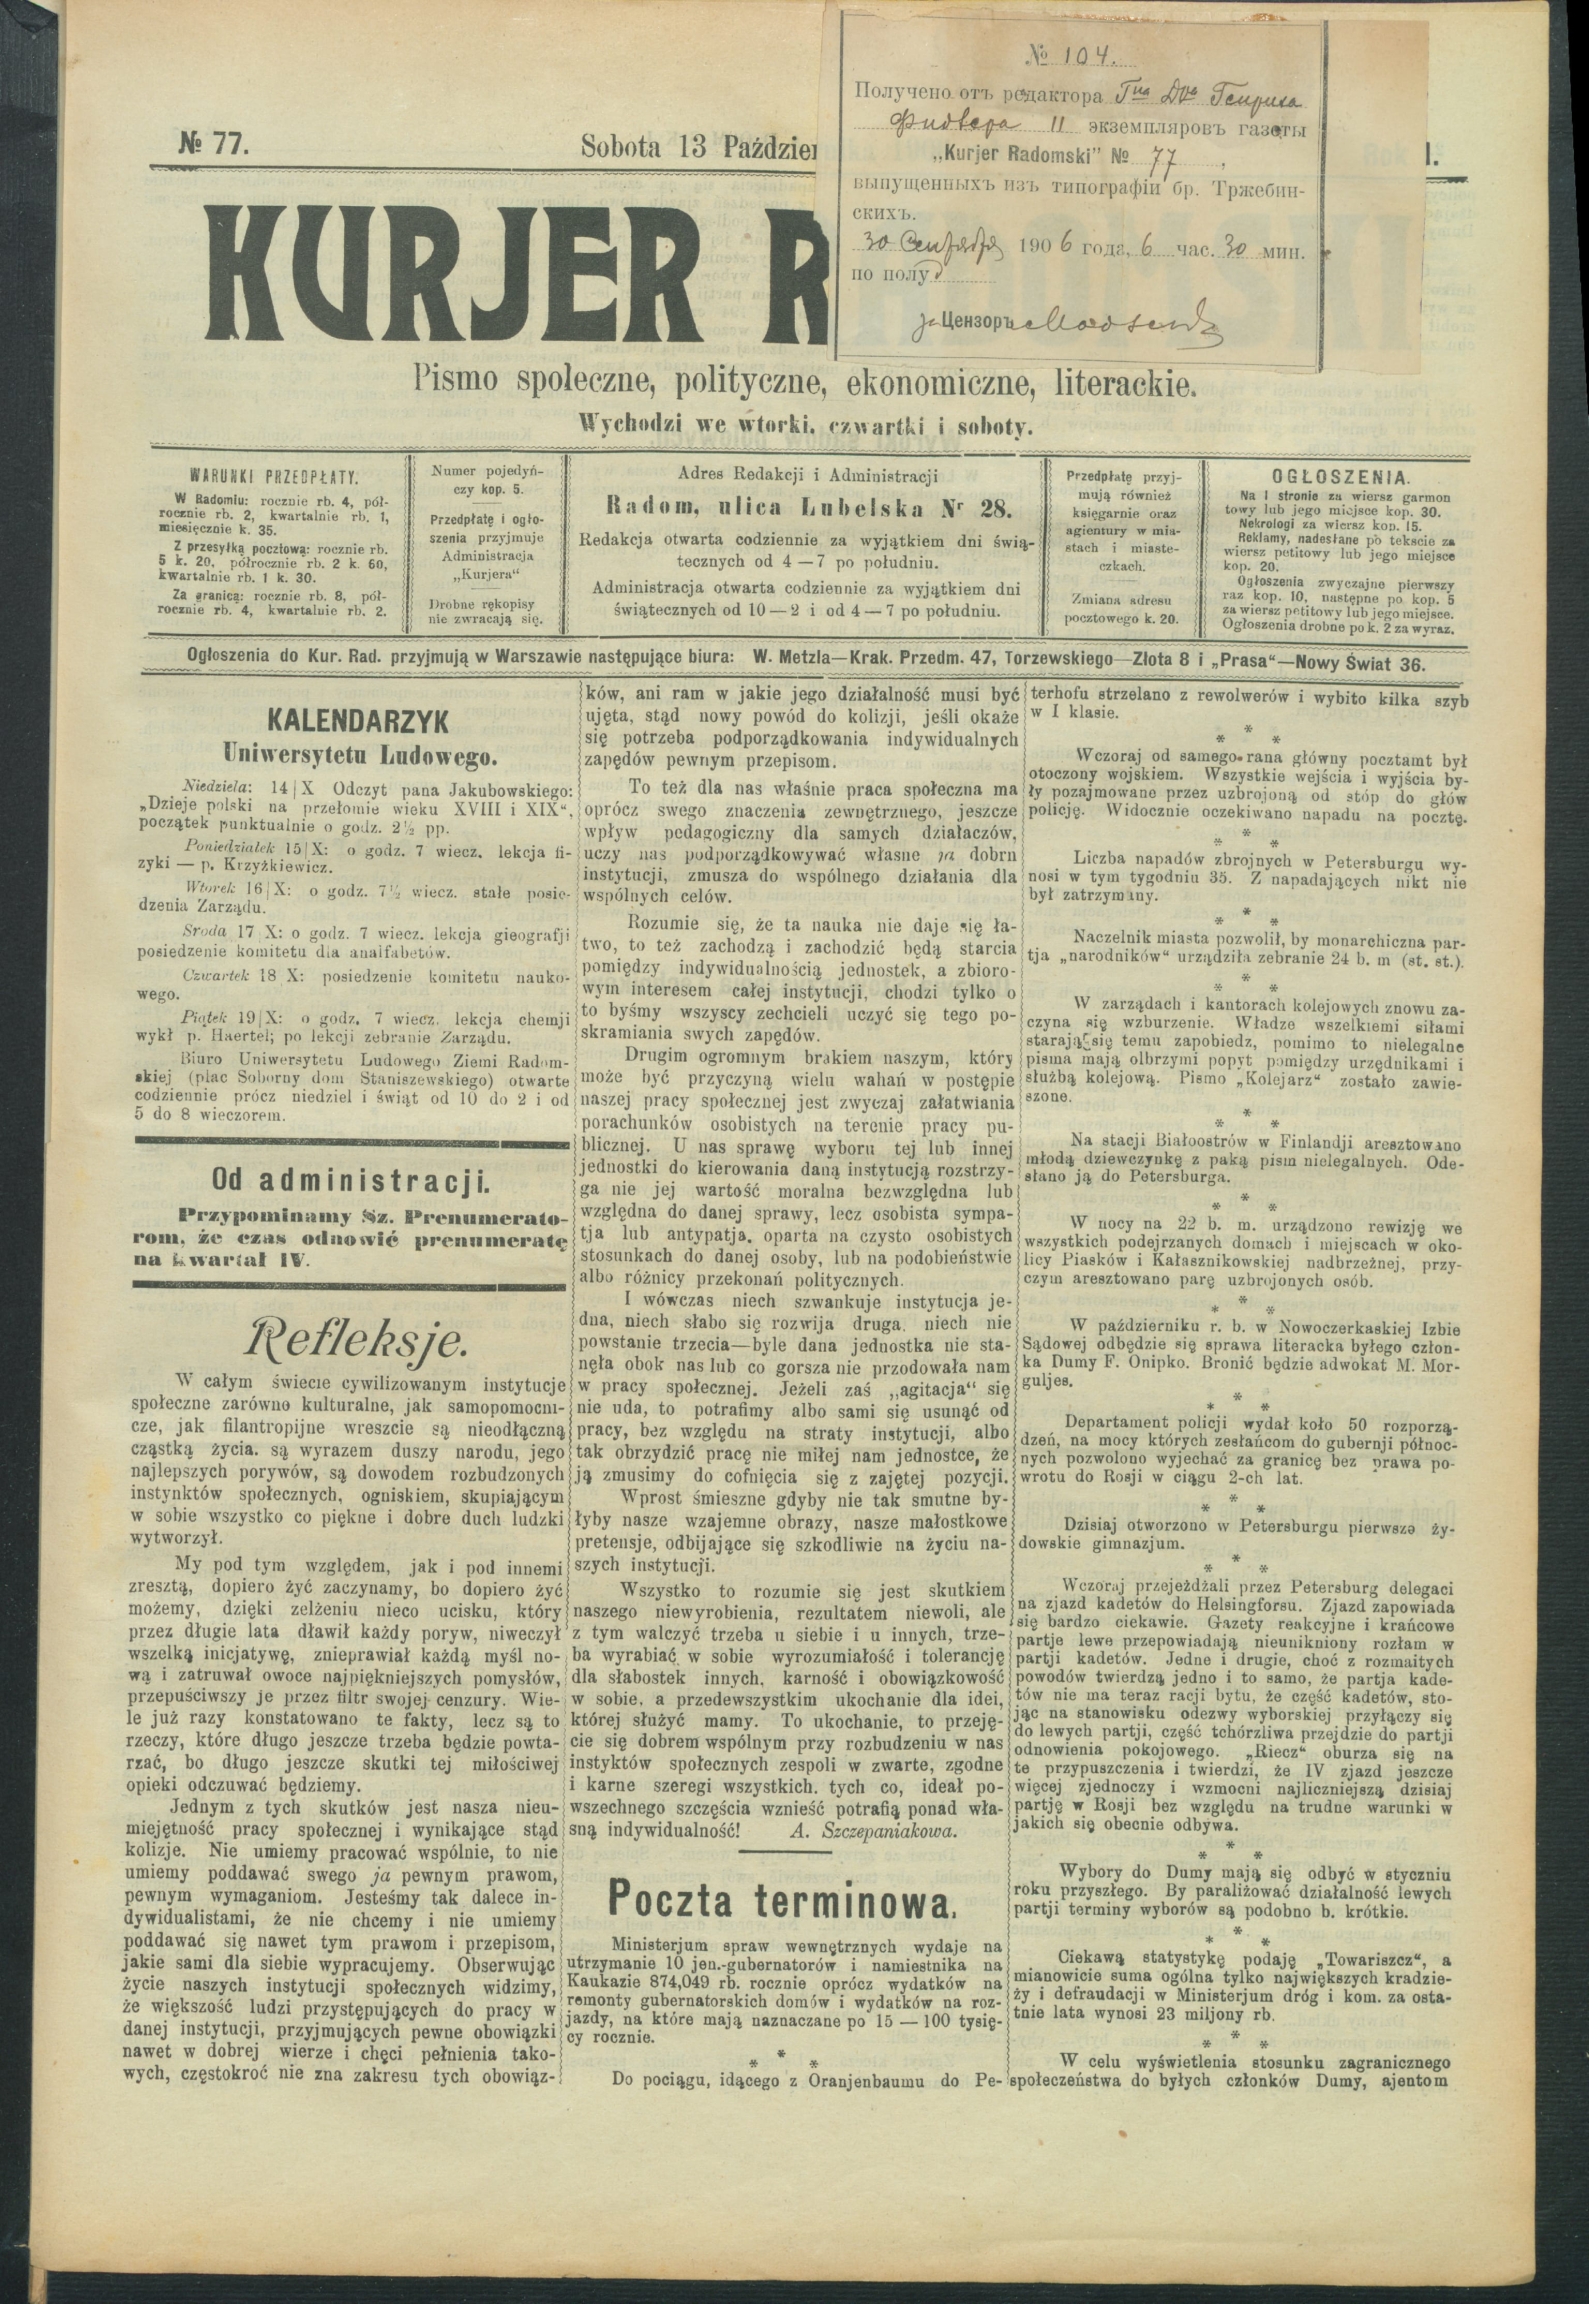 № 77.
Sobota 13 Paździer
I.
№ 104.
Получено отъ редактора
11 экземпляровъ газеты
„Kurjer Radomski" № 77,
выпущенныхъ изъ типографіи бр. Тржебин-
скихъ.
30 Сентября 1906 года, 6 час. 30 мин.
по полуд
Цензоръ
KURJER R
Pismo społeczne, polityczne, ekonomiczne, literackie.
Wychodzi we wtorki, czwartki i soboty.
WARUNKI PRZEDPŁATY.
W Radomiu: rocznie rb. 4, pół-
rocznie rb. 2, kwartalnie rb. 1,
miesięcznie k. 35.
Z przesyłką pocztową: rocznie rb.
5 k. 20, półrocznie rb. 2 k. 60,
kwartalnie rb. 1 k. 30.
Za granicą: rocznie rb. 8, pół-
rocznie rb. 4, kwartalnie rb. 2.
Numer pojedyń-
czy kop. 5.
Przedpłatę i ogło-
szenia przyjmuje
Administracja
„Kurjera"
Drobne rękopisy
nie zwracają się.
Adres Redakcji i Administracji
Radom, ulica Lubelska Nr 28.
Redakcja otwarta codziennie za wyjątkiem dni świą-
tecznych od 4 — 7 po południu.
Administracja otwarta codziennie za wyjątkiem dni
świątecznych od 10 — 2 i od 4 — 7 po południu.
Przedpłatę przyj-
mują również
księgarnie oraz
agientury w mia-
stach i miaste-
czkach.
Zmiana adresu
pocztowego k. 20.
OGŁOSZENIA.
Na I stronie za wiersz garmon
towy lub jego miejsce kop. 30.
Nekrologi za wiersz kop. 15.
Reklamy, nadesłane po tekscie za
wiersz petitowy lub jego miejsce
kop. 20.
Ogłoszenia zwyczajne pierwszy
raz kop. 10, następne po kop. 5
za wiersz petitowy lub jego miejsce.
Ogłoszenia drobne po k. 2 za wyraz.
Ogłoszenia do Kur. Rad. przyjmują w Warszawie następujące biura: W. Metzla—Krak. Przedm. 47, Torzewskiego—Złota 8 i „Prasa"—Nowy Świat 36.
KALENDARZYK
Uniwersytetu Ludowego.
Niedziela: 14|X Odczyt pana Jakubowskiego:
„Dzieje polski na przełomie wieku XVIII i XIX",
początek punktualnie o godz. 2½ pp.
Poniedziałek 15|X: o godz. 7 wiecz. lekcja fi-
zyki — p. Krzyżkiewicz.
Wtorek 16|X: o godz. 7½ wiecz. stałe posie-
dzenia Zarządu.
Sroda 17|X: o godz. 7 wiecz. lekcja gieografji
posiedzenie komitetu dla analfabetów.
Czwartek 18|X: posiedzenie komitetu nauko-
wego.
Piątek 19|X: o godz. 7 wiecz. lekcja chemji
wykł p. Haertel; po lekcji zebranie Zarządu.
Biuro Uniwersytetu Ludowego Ziemi Radom-
skiej (plac Soborny dom Staniszewskiego) otwarte
codziennie prócz niedziel i świąt od 10 do 2 i od
5 do 8 wieczorem.
Od administracji.
Przypominamy Sz. Prenumerato-
rom, że czas odnowić prenumeratę
na kwartał IV.
Refleksje.
W całym świecie cywilizowanym instytucje
społeczne zarówno kulturalne, jak samopomocni-
cze, jak filantropijne wreszcie są nieodłączną
cząstką życia. są wyrazem duszy narodu, jego
najlepszych porywów, są dowodem rozbudzonych
instynktów społecznych, ogniskiem, skupiającym
w sobie wszystko co piękne i dobre duch ludzki
wytworzył.
My pod tym względem, jak i pod innemi
zresztą, dopiero żyć zaczynamy, bo dopiero żyć
możemy, dzięki zelżeniu nieco ucisku, który
przez długie lata dławił każdy poryw, niweczył
wszelką inicjatywę, znieprawiał każdą myśl no-
wą i zatruwał owoce najpiękniejszych pomysłów,
przepuściwszy je przez filtr swojej cenzury. Wie-
le już razy konstatowano te fakty, lecz są to
rzeczy, które długo jeszcze trzeba będzie powta-
rzać, bo długo jeszcze skutki tej miłościwej
opieki odczuwać będziemy.
Jednym z tych skutków jest nasza nieu-
miejętność pracy społecznej i wynikające stąd
kolizje. Nie umiemy pracować wspólnie, to nie
umiemy poddawać swego ja pewnym prawom,
pewnym wymaganiom. Jesteśmy tak dalece in-
dywidualistami, że nie chcemy i nie umiemy
poddawać się nawet tym prawom i przepisom,
jakie sami dla siebie wypracujemy. Obserwując
życie naszych instytucji społecznych widzimy,
że większość ludzi przystępujących do pracy w
danej instytucji, przyjmujących pewne obowiązki
nawet w dobrej wierze i chęci pełnienia tako-
wych, częstokroć nie zna zakresu tych obowiąz-
ków, ani ram w jakie jego działalność musi być
ujęta, stąd nowy powód do kolizji, jeśli okaże
się potrzeba podporządkowania indywidualnych
zapędów pewnym przepisom.
To też dla nas właśnie praca społeczna ma
oprócz swego znaczenia zewnętrznego, jeszcze
wpływ pedagogiczny dla samych działaczów,
uczy nas podporządkowywać własne ja dobru
instytucji, zmusza do wspólnego działania dla
wspólnych celów.
Rozumie się, że ta nauka nie daje się ła-
two, to też zachodzą i zachodzić będą starcia
pomiędzy indywidualnością jednostek, a zbioro-
wym interesem całej instytucji, chodzi tylko o
to byśmy wszyscy zechcieli uczyć się tego po-
skramiania swych zapędów.
Drugim ogromnym brakiem naszym, który
może być przyczyną wielu wahań w postępie
naszej pracy społecznej jest zwyczaj załatwiania
porachunków osobistych na terenie pracy pu-
blicznej. U nas sprawę wyboru tej lub innej
jednostki do kierowania daną instytucją rozstrzy-
ga nie jej wartość moralna bezwzględna lub
względna do danej sprawy, lecz osobista sympa-
tja lub antypatja, oparta na czysto osobistych
stosunkach do danej osoby, lub na podobieństwie
albo różnicy przekonań politycznych.
I wówczas niech szwankuje instytucja je-
dna, niech słabo się rozwija druga, niech nie
powstanie trzecia—byle dana jednostka nie sta-
nęła obok nas lub co gorsza nie przodowała nam
w pracy społecznej. Jeżeli zaś „agitacja" się
nie uda, to potrafimy albo sami się usunąć od
pracy, bez względu na straty instytucji, albo
tak obrzydzić pracę nie miłej nam jednostce, że
ją zmusimy do cofnięcia się z zajętej pozycji.
Wprost śmieszne gdyby nie tak smutne by-
łyby nasze wzajemne obrazy, nasze małostkowe
pretensje, odbijające się szkodliwie na życiu na-
szych instytucji.
Wszystko to rozumie się jest skutkiem
naszego niewyrobienia, rezultatem niewoli, ale
z tym walczyć trzeba u siebie i u innych, trze-
ba wyrabiać w sobie wyrozumiałość i tolerancję
dla słabostek innych, karność i obowiązkowość
w sobie, a przedewszystkim ukochanie dla idei,
której służyć mamy. To ukochanie, to przeję-
cie się dobrem wspólnym przy rozbudzeniu w nas
instyktów społecznych zespoli w zwarte, zgodne
i karne szeregi wszystkich, tych co, ideał po-
wszechnego szczęścia wznieść potrafią ponad wła-
sną indywidualność! A. Szczepaniakowa.
Poczta terminowa.
Ministerjum spraw wewnętrznych wydaje na
utrzymanie 10 jen.-gubernatorów i namiestnika na
Kaukazie 874,049 rb. rocznie oprócz wydatków na
remonty gubernatorskich domów i wydatków na roz-
jazdy, na które mają naznaczane po 15 — 100 tysię-
cy rocznie.
* * *
Do pociągu, idącego z Oranjenbaumu do Pe-
terhofu strzelano z rewolwerów i wybito kilka szyb
w I klasie.
* * *
Wczoraj od samego rana główny pocztamt był
otoczony wojskiem. Wszystkie wejścia i wyjścia by-
ły pozajmowane przez uzbrojoną od stóp do głów
policję. Widocznie oczekiwano napadu na pocztę.
* * *
Liczba napadów zbrojnych w Petersburgu wy-
nosi w tym tygodniu 35. Z napadających nikt nie
był zatrzymany.
* * *
Naczelnik miasta pozwolił, by monarchiczna par-
tja „narodników" urządziła zebranie 24 b. m (st. st.).
* * *
W zarządach i kantorach kolejowych znowu za-
czyna się wzburzenie. Władze wszelkiemi siłami
starają się temu zapobiedz, pomimo to nielegalne
pisma mają olbrzymi popyt pomiędzy urzędnikami i
służbą kolejową. Pismo „Kolejarz" zostało zawie-
szone.
* * *
Na stacji Białoostrów w Finlandji aresztowano
młodą dziewczynkę z paką pism nielegalnych. Ode-
słano ją do Petersburga.
* * *
W nocy na 22 b. m. urządzono rewizję we
wszystkich podejrzanych domach i miejscach w oko-
licy Piasków i Kałasznikowskiej nadbrzeżnej, przy-
czym aresztowano parę uzbrojonych osób.
* * *
W październiku r. b. w Nowoczerkaskiej Izbie
Sądowej odbędzie się sprawa literacka byłego człon-
ka Dumy F. Onipko. Bronić będzie adwokat M. Mor-
guljes.
* * *
Departament policji wydał koło 50 rozporzą-
dzeń, na mocy których zesłańcom do gubernji północ-
nych pozwolono wyjechać za granicę bez prawa po-
wrotu do Rosji w ciągu 2-ch lat.
* * *
Dzisiaj otworzono w Petersburgu pierwsze ży-
dowskie gimnazjum.
* * *
Wczoraj przejeżdżali przez Petersburg delegaci
na zjazd kadetów do Helsingforsu. Zjazd zapowiada
się bardzo ciekawie. Gazety reakcyjne i krańcowe
partje lewe przepowiadają nieunikniony rozłam w
partji kadetów. Jedne i drugie, choć z rozmaitych
powodów twierdzą jedno i to samo, że partja kade-
tów nie ma teraz racji bytu, że część kadetów, sto-
jąc na stanowisku odezwy wyborskiej przyłączy się
do lewych partji, część tchórzliwa przejdzie do partji
odnowienia pokojowego. „Riecz" oburza się na
te przypuszczenia i twierdzi, że IV zjazd jeszcze
więcej zjednoczy i wzmocni najliczniejszą dzisiaj
partję w Rosji bez względu na trudne warunki w
jakich się obecnie odbywa.
* * *
Wybory do Dumy mają się odbyć w styczniu
roku przyszłego. By paraliżować działalność lewych
partji terminy wyborów są podobno b. krótkie.
* * *
Ciekawą statystykę podaję „Towariszcz", a
mianowicie suma ogólna tylko największych kradzie-
ży i defraudacji w Ministerjum dróg i kom. za osta-
tnie lata wynosi 23 miljony rb.
* * *
W celu wyświetlenia stosunku zagranicznego
społeczeństwa do byłych członków Dumy, ajentom